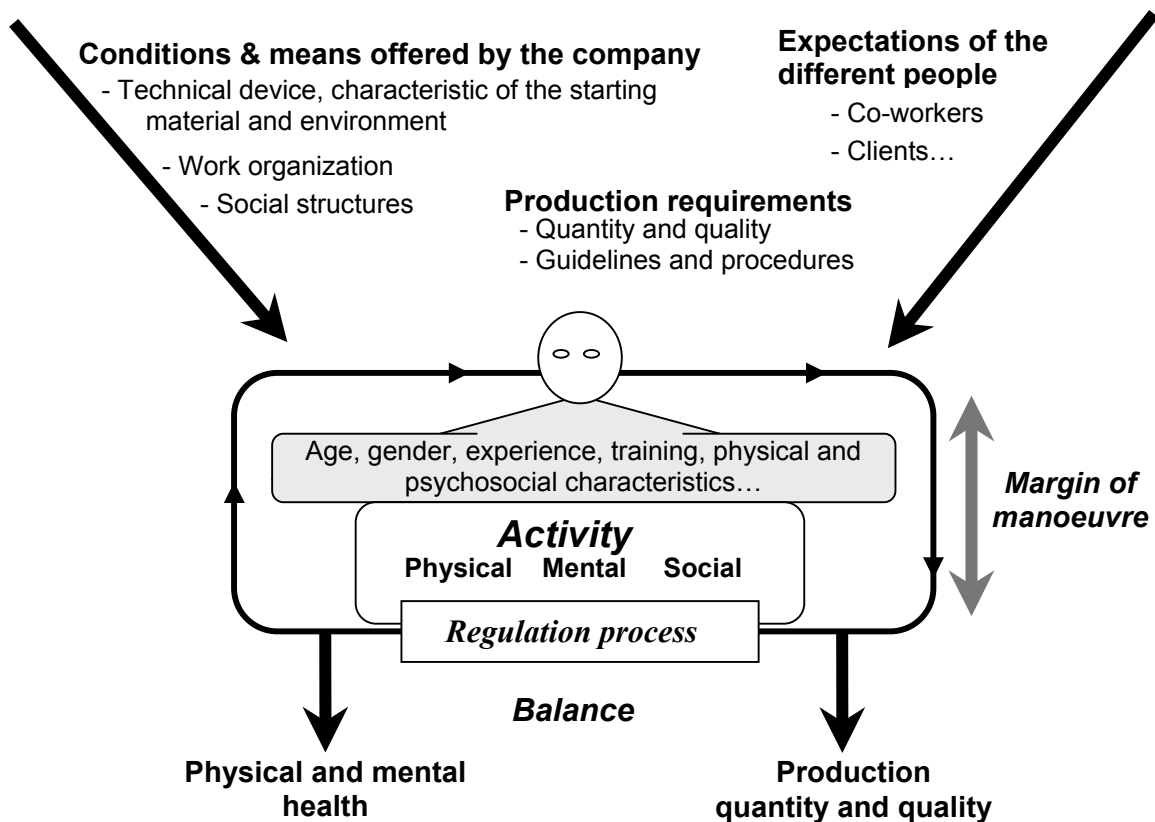 Conditions & means offered by the company
- Technical device, characteristic of the starting
material and environment
- Work organization
- Social structures
Expectations of the
different people
- Co-workers
- Clients…
Production requirements
- Quantity and quality
- Guidelines and procedures
Age, gender, experience, training, physical and
psychosocial characteristics…
Activity
Physical Mental Social
Regulation process
Margin of
manoeuvre
Balance
Physical and mental
health
Production
quantity and quality